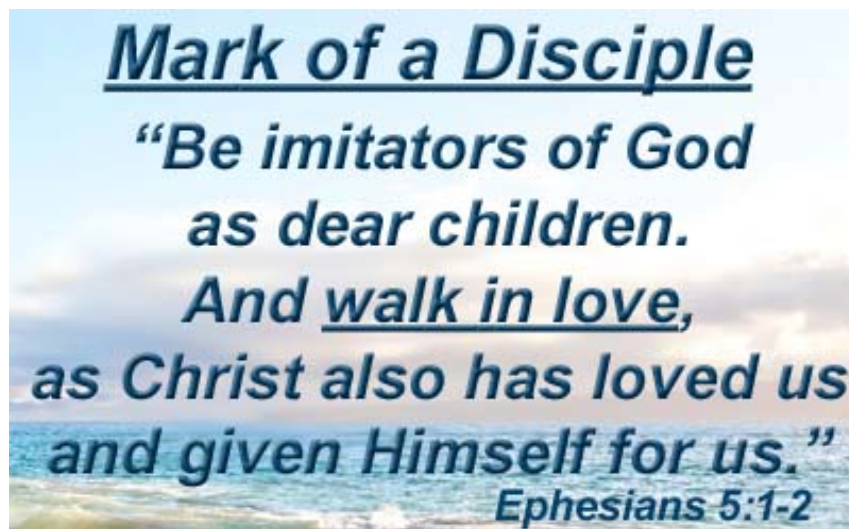 Mark of a Disciple
“Be imitators of God
as dear children.
And walk in love,
as Christ also has loved us
and given Himself for us.”
Ephesians 5:1-2